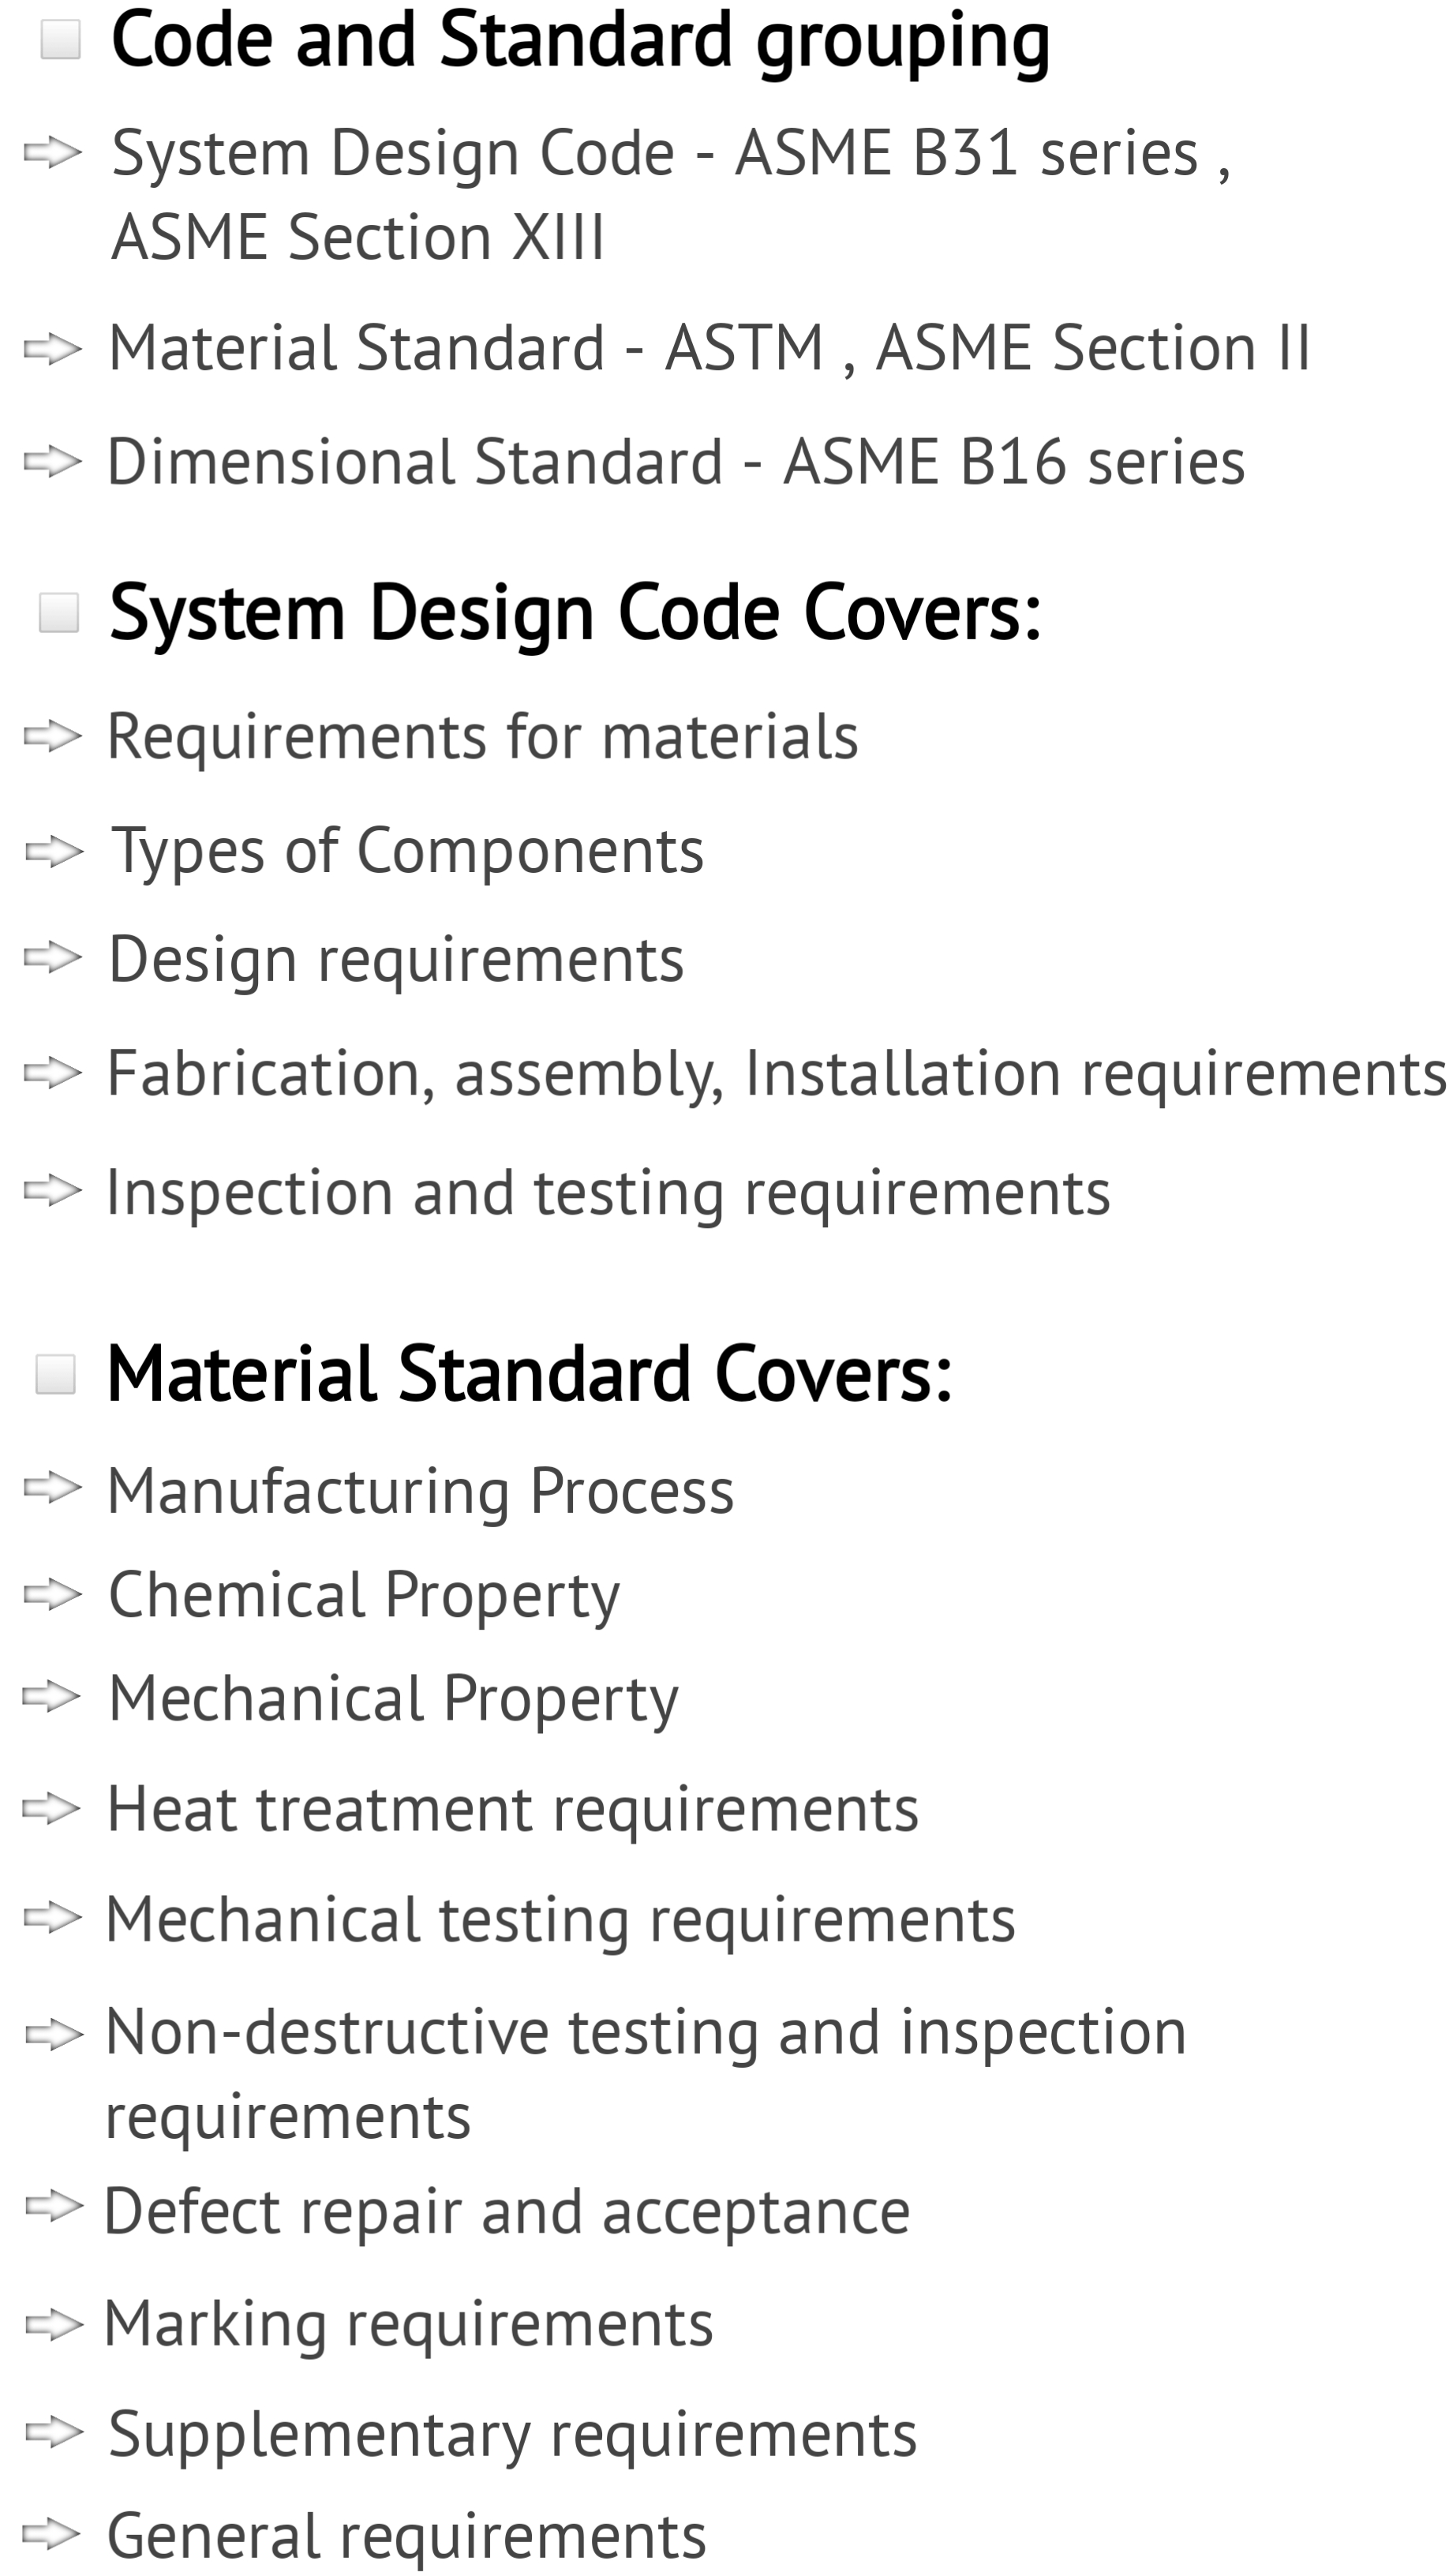 Code and Standard grouping
System Design Code - ASME B31 series ,
ASME Section XIII
Material Standard - ASTM , ASME Section II
Dimensional Standard - ASME B16 series
System Design Code Covers:
Requirements for materials
Types of Components
Design requirements
Fabrication, assembly, Installation requirements
Inspection and testing requirements
Material Standard Covers:
Manufacturing Process
Chemical Property
Mechanical Property
Heat treatment requirements
Mechanical testing requirements
Non-destructive testing and inspection
requirements
Defect repair and acceptance
Marking requirements
Supplementary requirements
General requirements